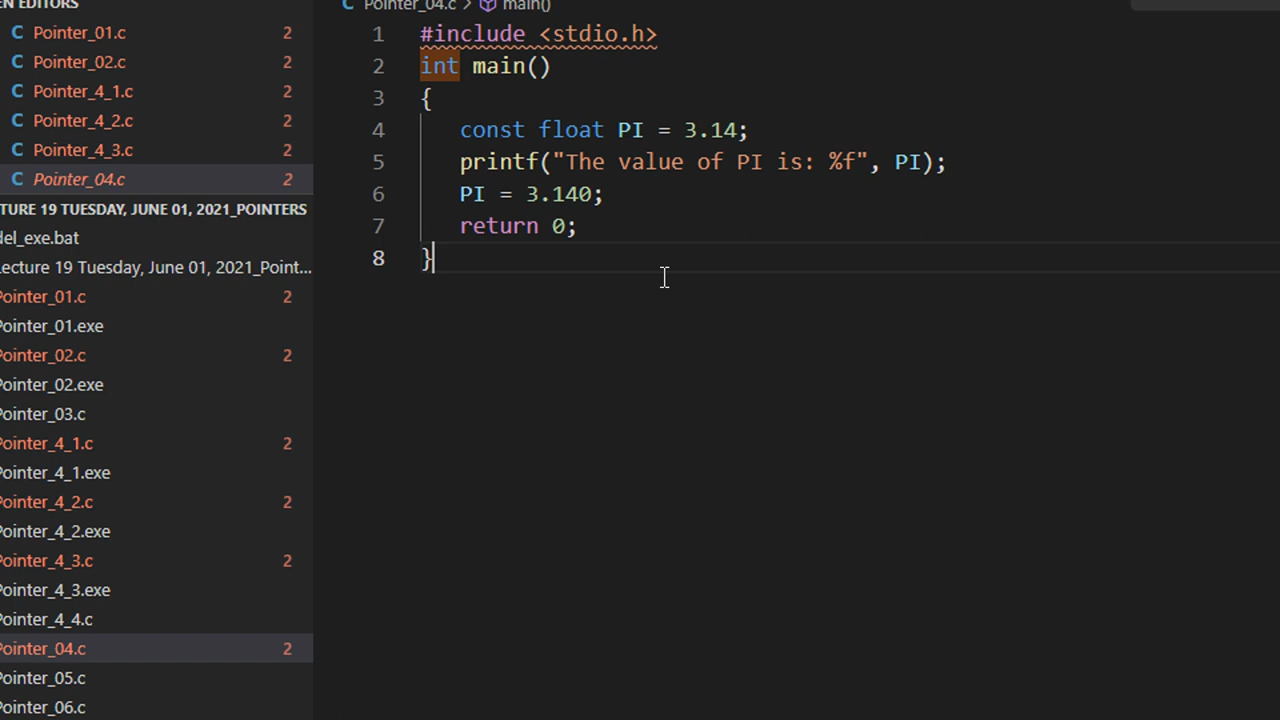 EN EDITORS
C Pointer_01.c 2
C Pointer_02.c 2
C Pointer_4_1.c 2
C Pointer_4_2.c 2
C Pointer_4_3.c 2
C Pointer_04.c 2
TURE 19 TUESDAY, JUNE 01, 2021_POINTERS
del_exe.bat
Lecture 19 Tuesday, June 01, 2021_Point...
Pointer_01.c 2
Pointer_01.exe
Pointer_02.c 2
Pointer_02.exe
Pointer_03.c
Pointer_4_1.c 2
Pointer_4_1.exe
Pointer_4_2.c 2
Pointer_4_2.exe
Pointer_4_3.c 2
Pointer_4_3.exe
Pointer_4_4.c
Pointer_04.c 2
Pointer_05.c
Pointer_06.c
C Pointer_04.c > main()
1 #include <stdio.h>
2 int main()
3 {
4 const float PI = 3.14;
5 printf("The value of PI is: %f", PI);
6 PI = 3.140;
7 return 0;
8 }